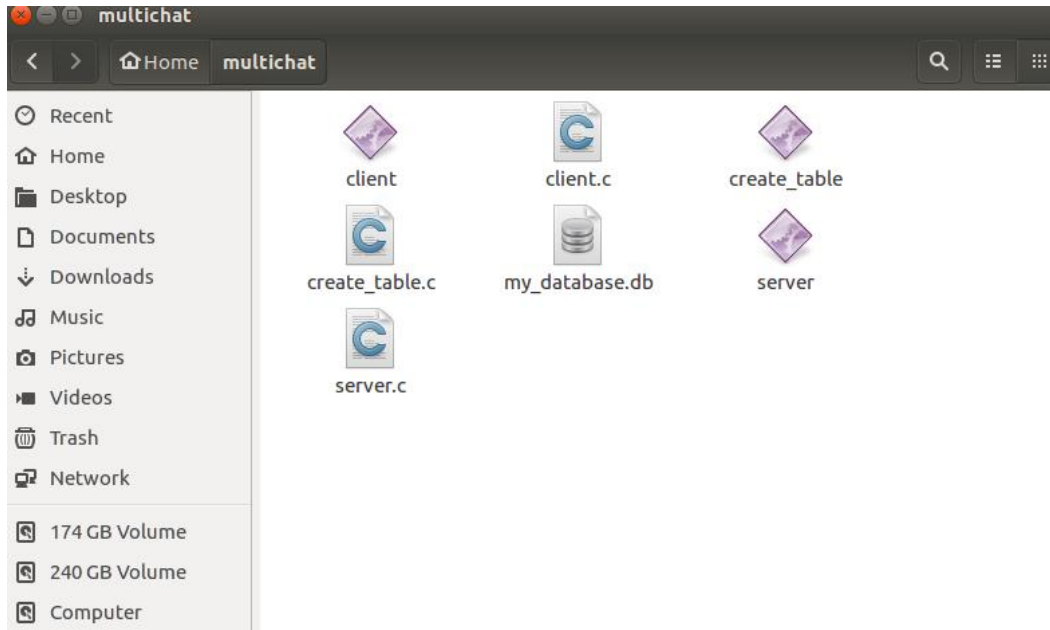 multichat
Home multichat
Recent
Home
Desktop
Documents
Downloads
Music
Pictures
Videos
Trash
Network
174 GB Volume
240 GB Volume
Computer
client client.c create_table
create_table.c my_database.db server
server.c